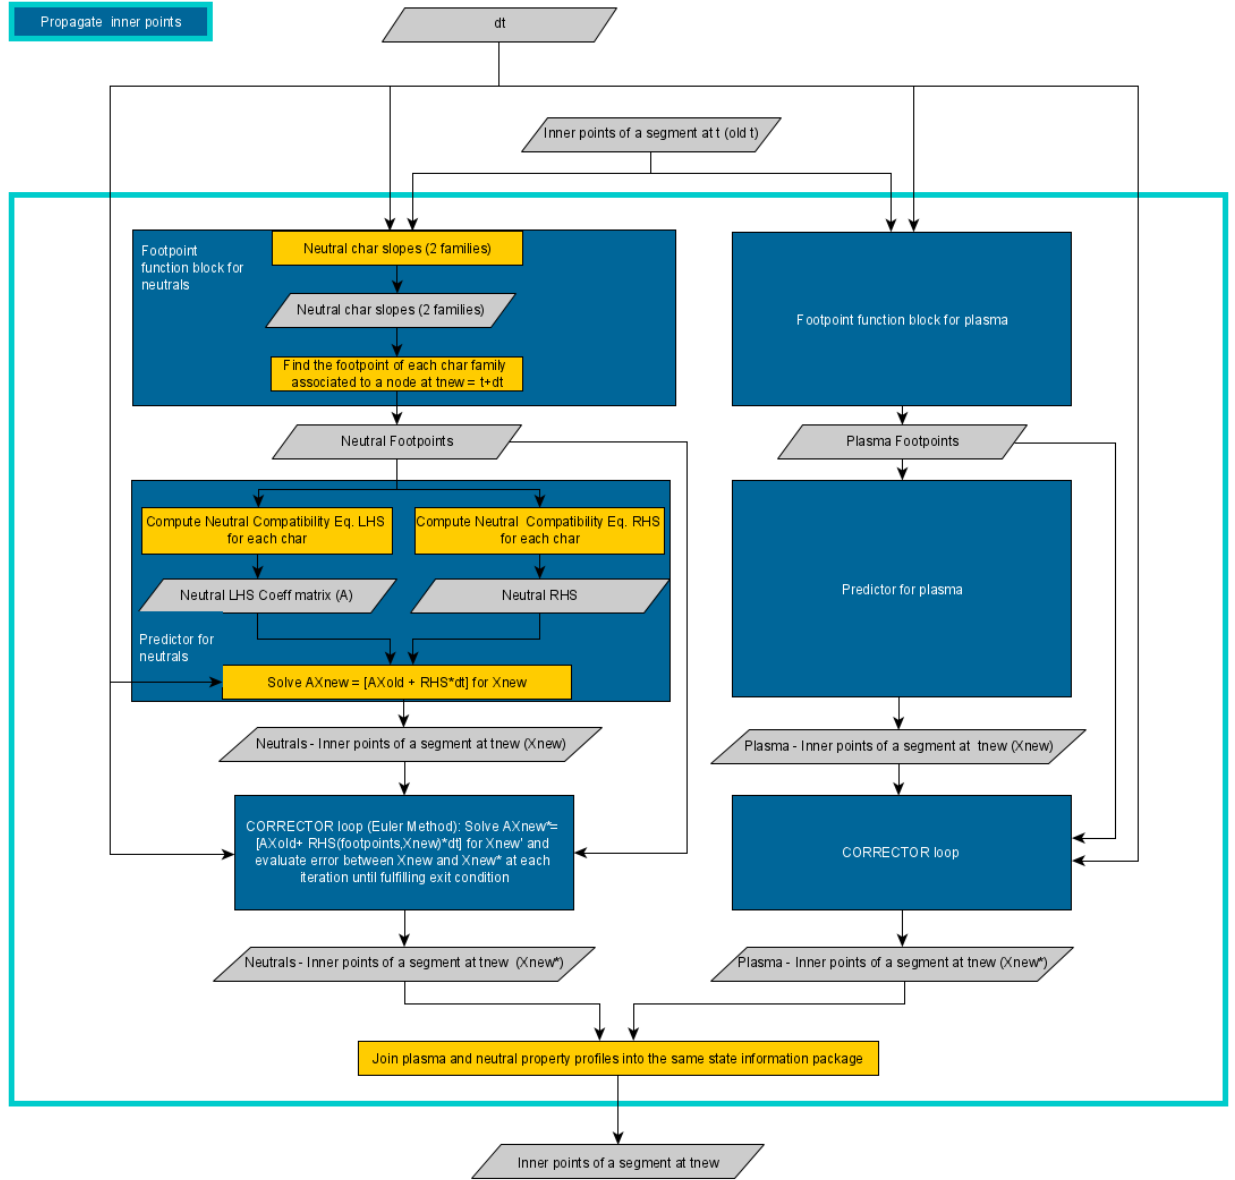 Propagate inner points
dt
Inner points of a segment at t (old t)
Footpoint
function block for
neutrals
Neutral char slopes (2 families)
Neutral char slopes (2 families)
Find the footpoint of each char family
associated to a node at tnew = t+dt
Footpoint function block for plasma
Neutral Footpoints
Plasma Footpoints
Compute Neutral Compatibility Eq. LHS
for each char
Compute Neutral Compatibility Eq. RHS
for each char
Neutral LHS Coeff matrix (A)
Neutral RHS
Predictor for
neutrals
Solve AXnew = [AXold + RHS*dt] for Xnew
Predictor for plasma
Neutrals - Inner points of a segment at tnew (Xnew)
Plasma - Inner points of a segment at tnew (Xnew)
CORRECTOR loop (Euler Method): Solve AXnew*=
[AXold+ RHS(footpoints,Xnew)*dt] for Xnew' and
evaluate error between Xnew and Xnew* at each
iteration until fulfilling exit condition
CORRECTOR loop
Neutrals - Inner points of a segment at tnew (Xnew*)
Plasma - Inner points of a segment at tnew (Xnew*)
Join plasma and neutral property profiles into the same state information package
Inner points of a segment at tnew